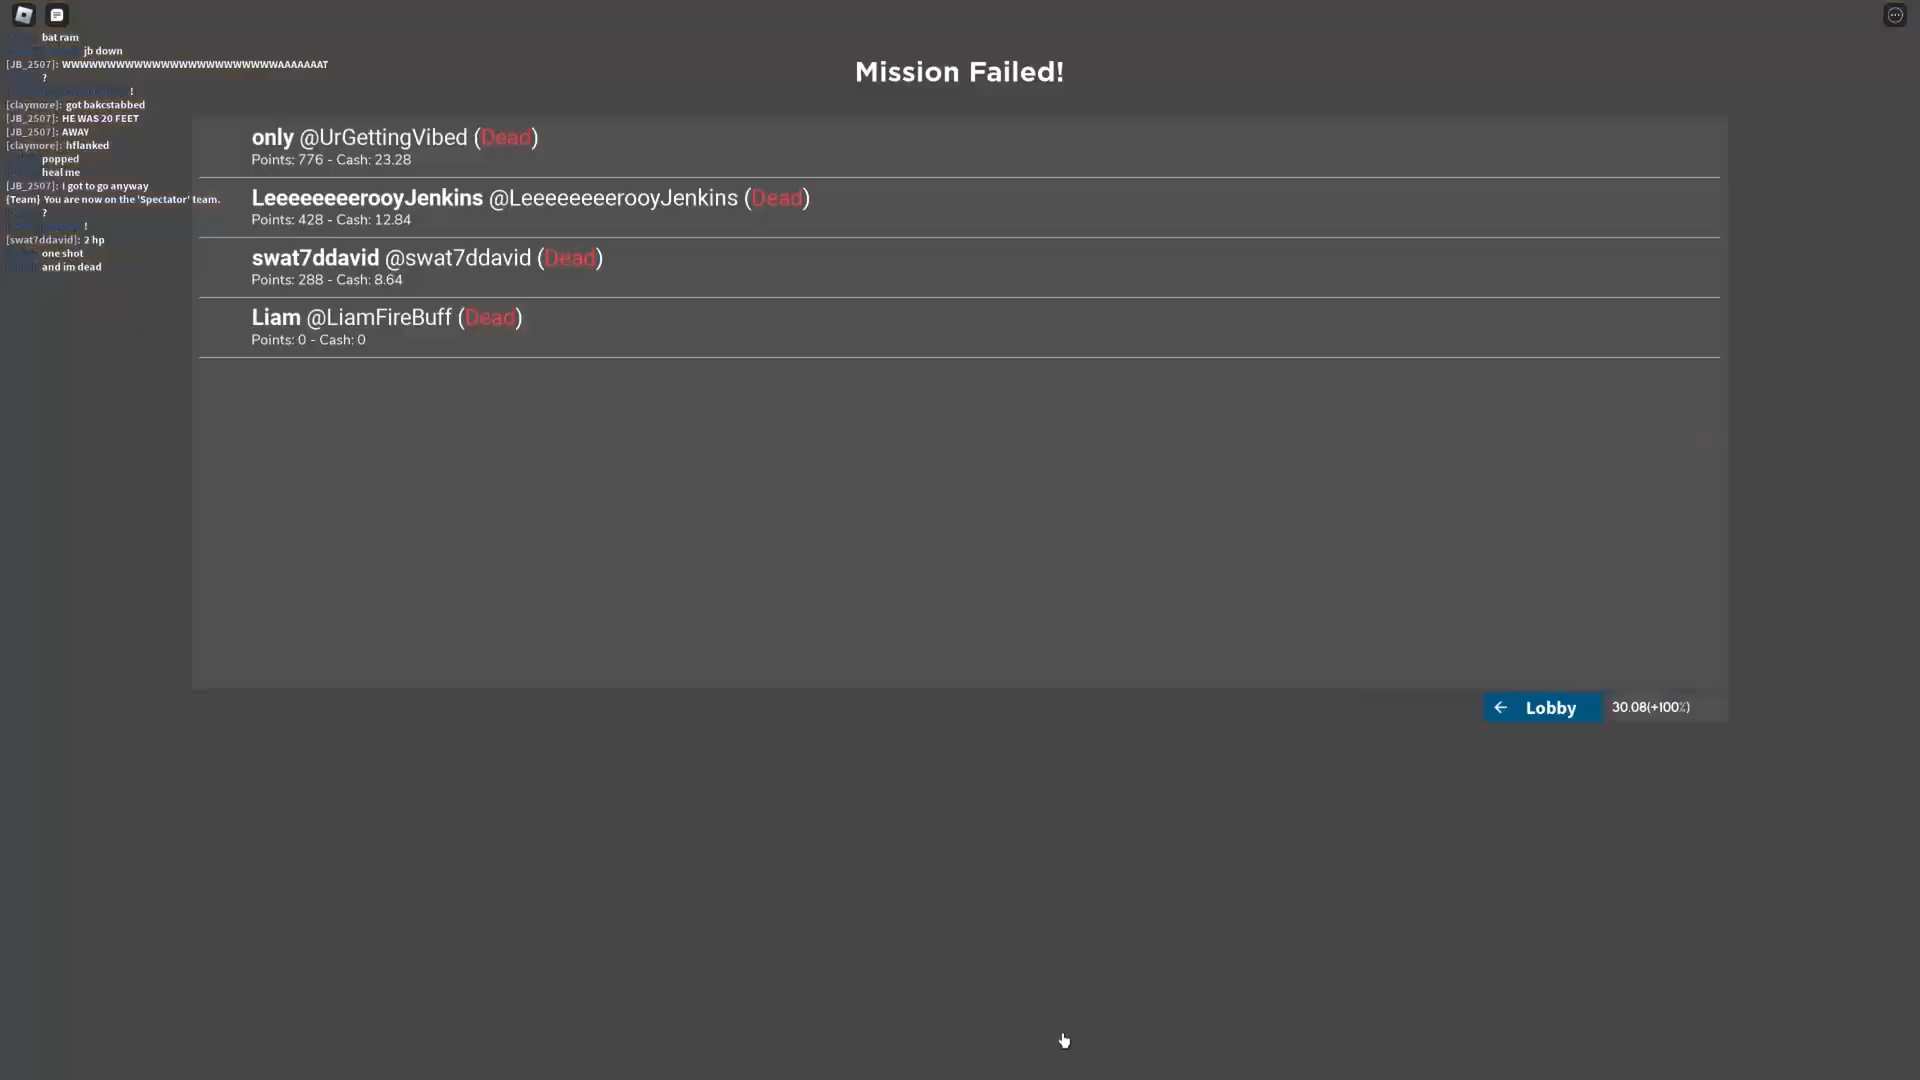 bat ram
jb down
[JB_2507]: WWWWWWWWWWWWWWWWWWWWWWWWWAAAAAAT
?
!
[claymore]: got bakcstabbed
[JB_2507]: HE WAS 20 FEET
[JB_2507]: AWAY
[claymore]: hflanked
popped
heal me
[JB_2507]: I got to go anyway
{Team} You are now on the 'Spectator' team.
?
!
[swat7ddavid]: 2 hp
one shot
and im dead
Mission Failed!
only @UrGettingVibed (Dead)
Points: 776 - Cash: 23.28
LeeeeeeerooyJenkins @LeeeeeeerooyJenkins (Dead)
Points: 428 - Cash: 12.84
swat7ddavid @swat7ddavid (Dead)
Points: 288 - Cash: 8.64
Liam @LiamFireBuff (Dead)
Points: 0 - Cash: 0
Lobby
30.08(+100%)